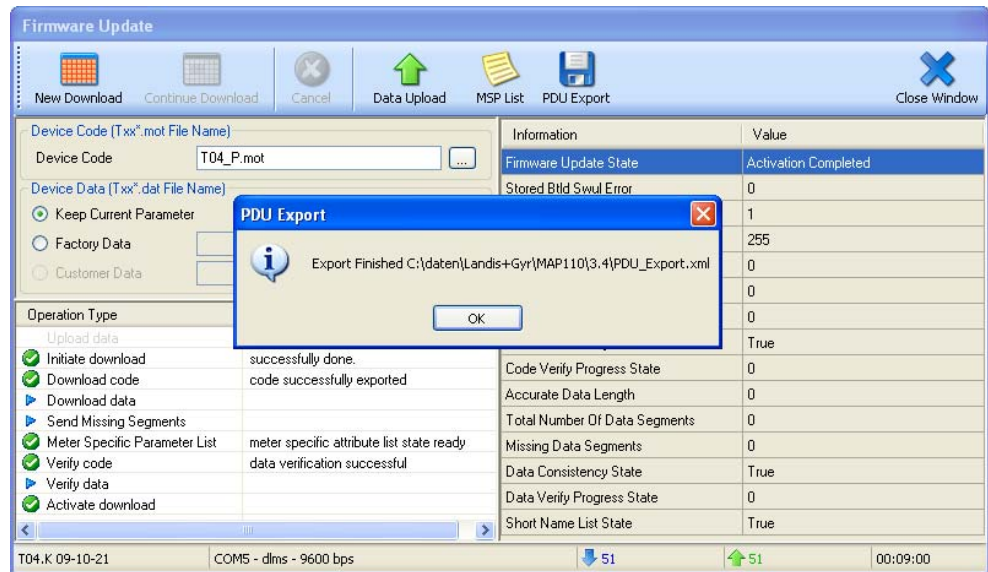 Firmware Update
New Download
Continue Download
Cancel
Data Upload
MSP List
PDU Export
Close Window
Device Code (Txx*.mot File Name)
Device Code T04_P.mot ...
Device Data (Txx*.dat File Name)
Keep Current Parameter
Factory Data
Customer Data
Operation Type
Upload data
Initiate download successfully done.
Download code code successfully exported
Download data
Send Missing Segments
Meter Specific Parameter List meter specific attribute list state ready
Verify code data verification successful
Verify data
Activate download
PDU Export
Export Finished C:\daten\Landis+Gyr\MAP110\3.4\PDU_Export.xml
OK
Information Value
Firmware Update State Activation Completed
Stored Btld Swul Error 0
1
255
0
0
0
True
Code Verify Progress State 0
Accurate Data Length 0
Total Number Of Data Segments 0
Missing Data Segments 0
Data Consistency State True
Data Verify Progress State 0
Short Name List State True
T04.K 09-10-21 COM5 - dlms - 9600 bps 51 51 00:09:00